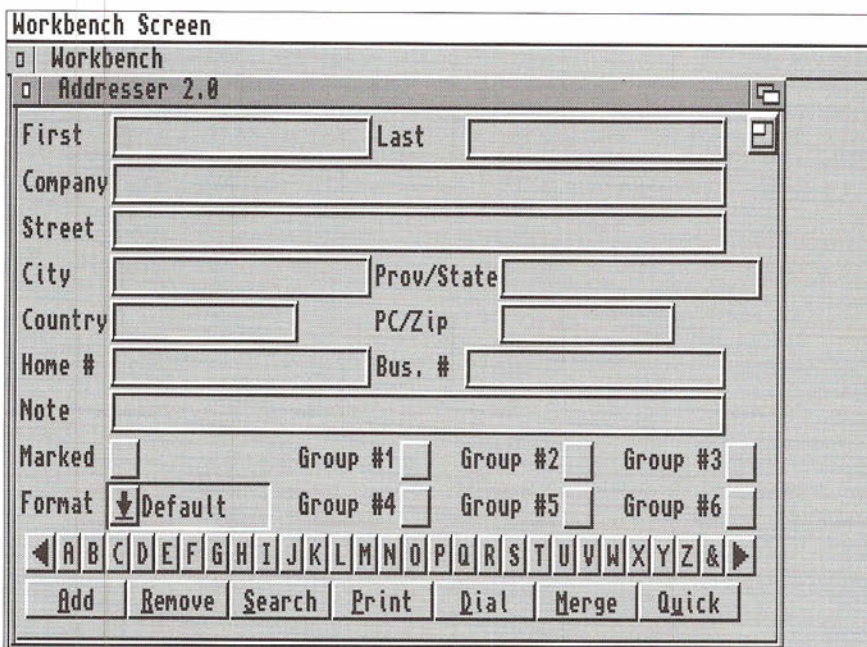 Workbench Screen
Workbench
Addresser 2.0
First Last
Company
Street
City Prov/State
Country PC/Zip
Home # Bus. #
Note
Marked Group #1 Group #2 Group #3
Format Default Group #4 Group #5 Group #6
A B C D E F G H I J K L M N O P Q R S T U V W X Y Z &
Add Remove Search Print Dial Merge Quick